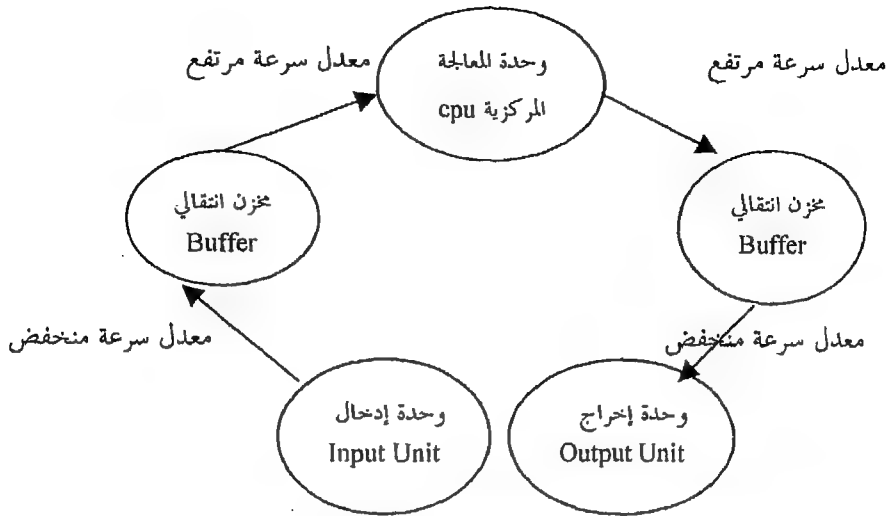 وحدة المعالجة
المركزية cpu
معدل سرعة مرتفع
معدل سرعة مرتفع
مخزن انتقالي
Buffer
مخزن انتقالي
Buffer
معدل سرعة منخفض
معدل سرعة منخفض
وحدة إخراج
Output Unit
وحدة إدخال
Input Unit